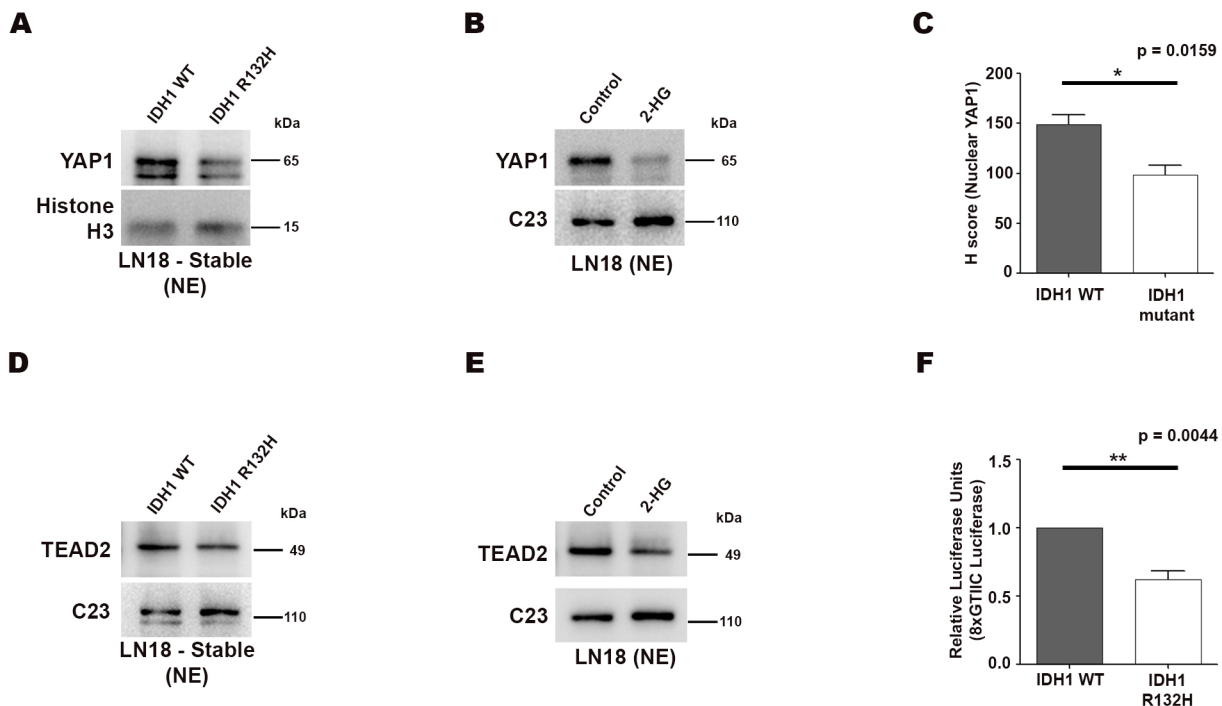 A
IDH1 WT
IDH1 R132H
kDa
YAP1
65
Histone
H3
15
LN18 - Stable
(NE)
B
Control
2-HG
kDa
YAP1
65
C23
110
LN18 (NE)
C
p = 0.0159
*
H score (Nuclear YAP1)
200
150
100
50
0
IDH1 WT
IDH1
mutant
D
IDH1 WT
IDH1 R132H
kDa
TEAD2
49
C23
110
LN18 - Stable
(NE)
E
Control
2-HG
kDa
TEAD2
49
C23
110
LN18 (NE)
F
p = 0.0044
**
Relative Luciferase Units
(8xGTIIC Luciferase)
1.5
1.0
0.5
0.0
IDH1 WT
IDH1
R132H